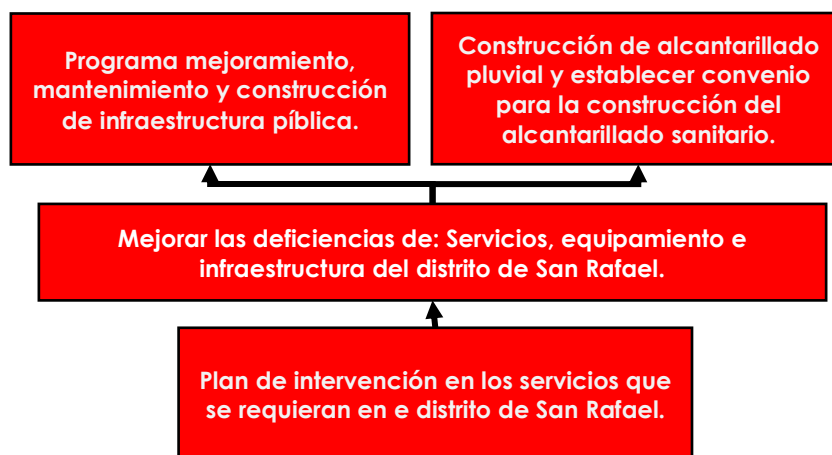 Programa mejoramiento,
mantenimiento y construcción
de infraestructura píblica.
Construcción de alcantarillado
pluvial y establecer convenio
para la construcción del
alcantarillado sanitario.
Mejorar las deficiencias de: Servicios, equipamiento e
infraestructura del distrito de San Rafael.
Plan de intervención en los servicios que
se requieran en e distrito de San Rafael.